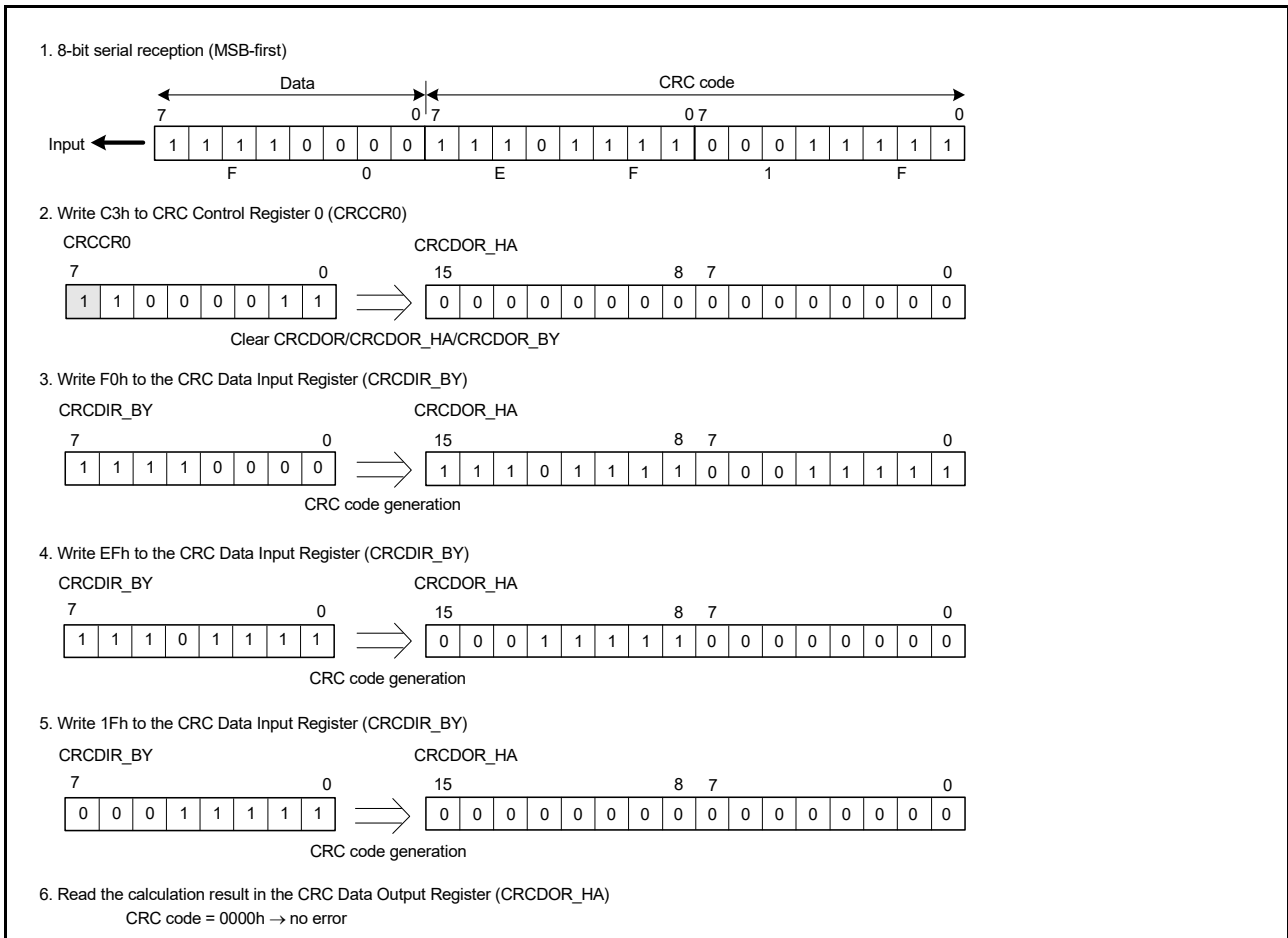 1. 8-bit serial reception (MSB-first)
Data CRC code
7 0 7 0 7 0
Input 1 1 1 1 0 0 0 0 1 1 1 0 1 1 1 1 0 0 0 1 1 1 1 1
F 0 E F 1 F
2. Write C3h to CRC Control Register 0 (CRCCR0)
CRCCR0 CRCDOR_HA
7 0 15 8 7 0
1 1 0 0 0 0 1 1 0 0 0 0 0 0 0 0 0 0 0 0 0 0 0 0
Clear CRCDOR/CRCDOR_HA/CRCDOR_BY
3. Write F0h to the CRC Data Input Register (CRCDIR_BY)
CRCDIR_BY CRCDOR_HA
7 0 15 8 7 0
1 1 1 1 0 0 0 0 1 1 1 0 1 1 1 1 0 0 0 1 1 1 1 1
CRC code generation
4. Write EFh to the CRC Data Input Register (CRCDIR_BY)
CRCDIR_BY CRCDOR_HA
7 0 15 8 7 0
1 1 1 0 1 1 1 1 0 0 0 1 1 1 1 1 0 0 0 0 0 0 0 0
CRC code generation
5. Write 1Fh to the CRC Data Input Register (CRCDIR_BY)
CRCDIR_BY CRCDOR_HA
7 0 15 8 7 0
0 0 0 1 1 1 1 1 0 0 0 0 0 0 0 0 0 0 0 0 0 0 0 0
CRC code generation
6. Read the calculation result in the CRC Data Output Register (CRCDOR_HA)
CRC code = 0000h → no error